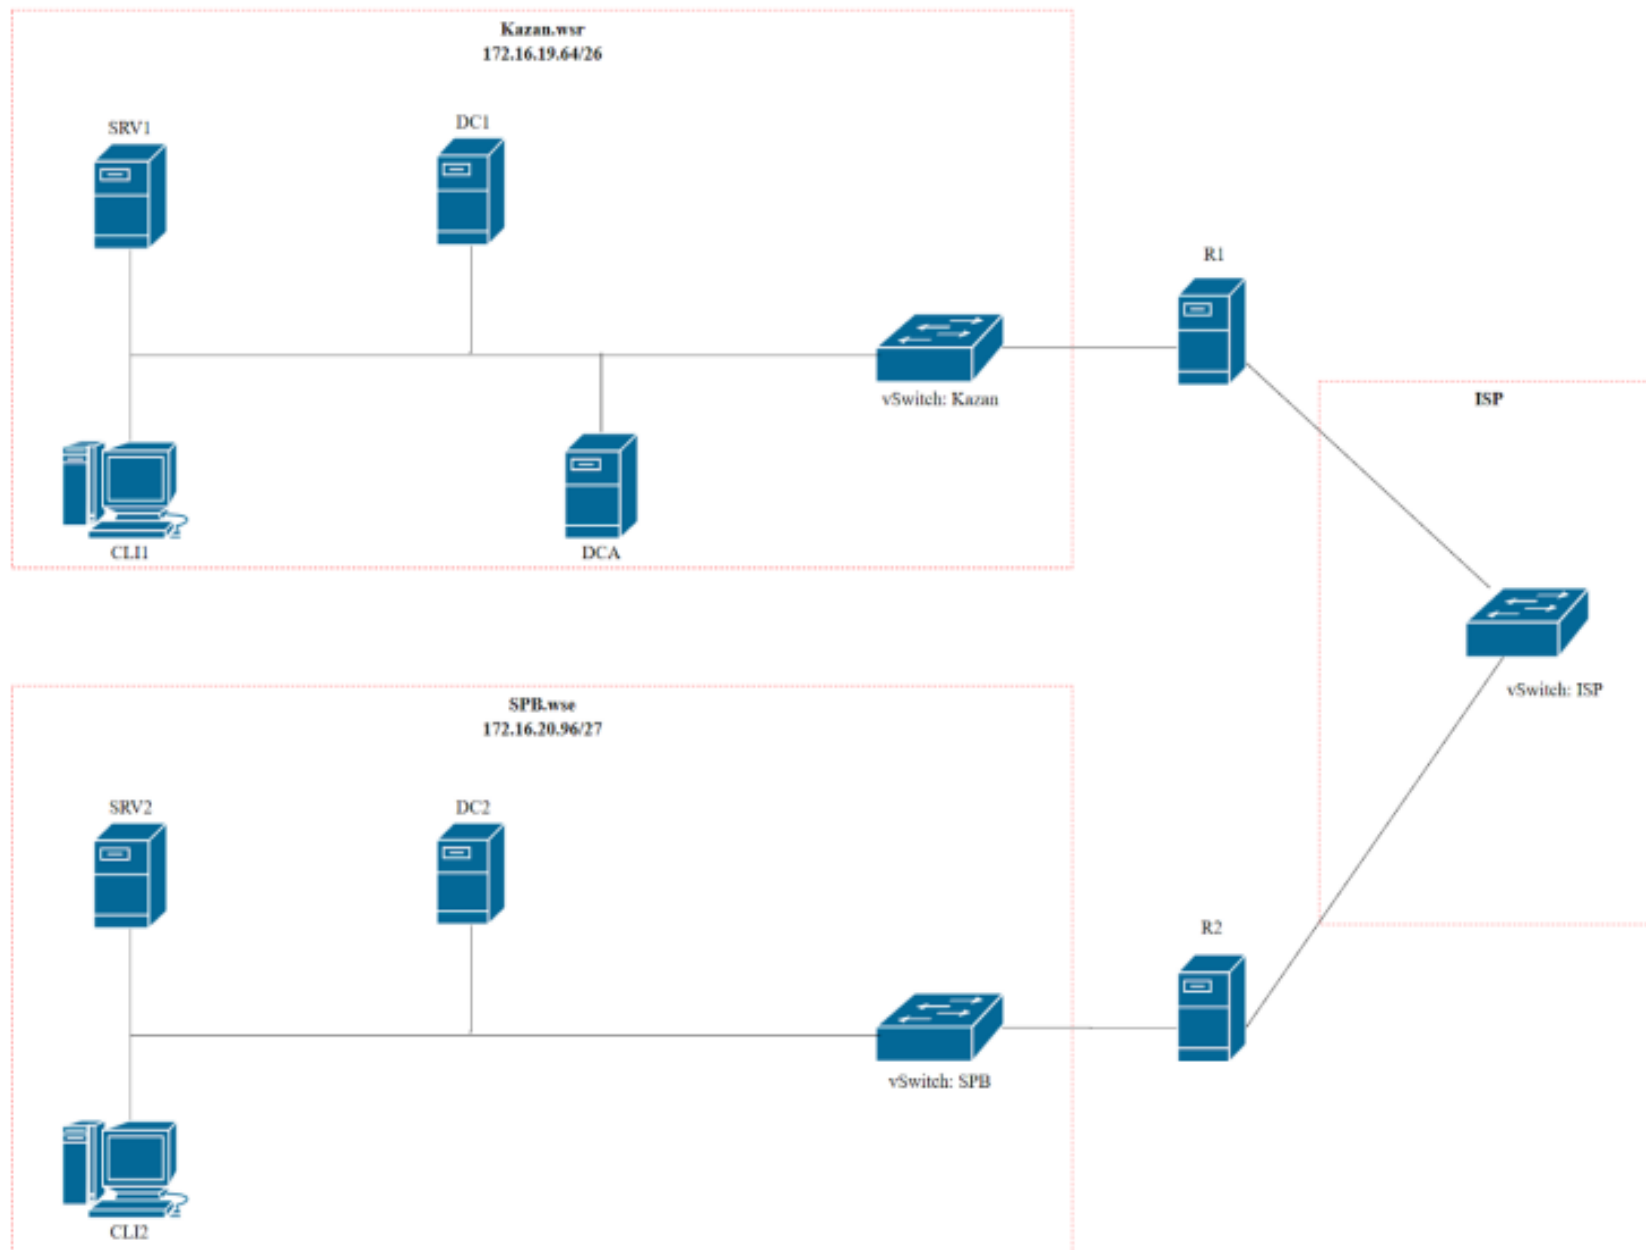 Kazan.wsr
172.16.19.64/26
SRV1
DC1
R1
vSwitch: Kazan
ISP
CLI1
DCA
vSwitch: ISP
SPB.wse
172.16.20.96/27
SRV2
DC2
R2
vSwitch: SPB
CLI2